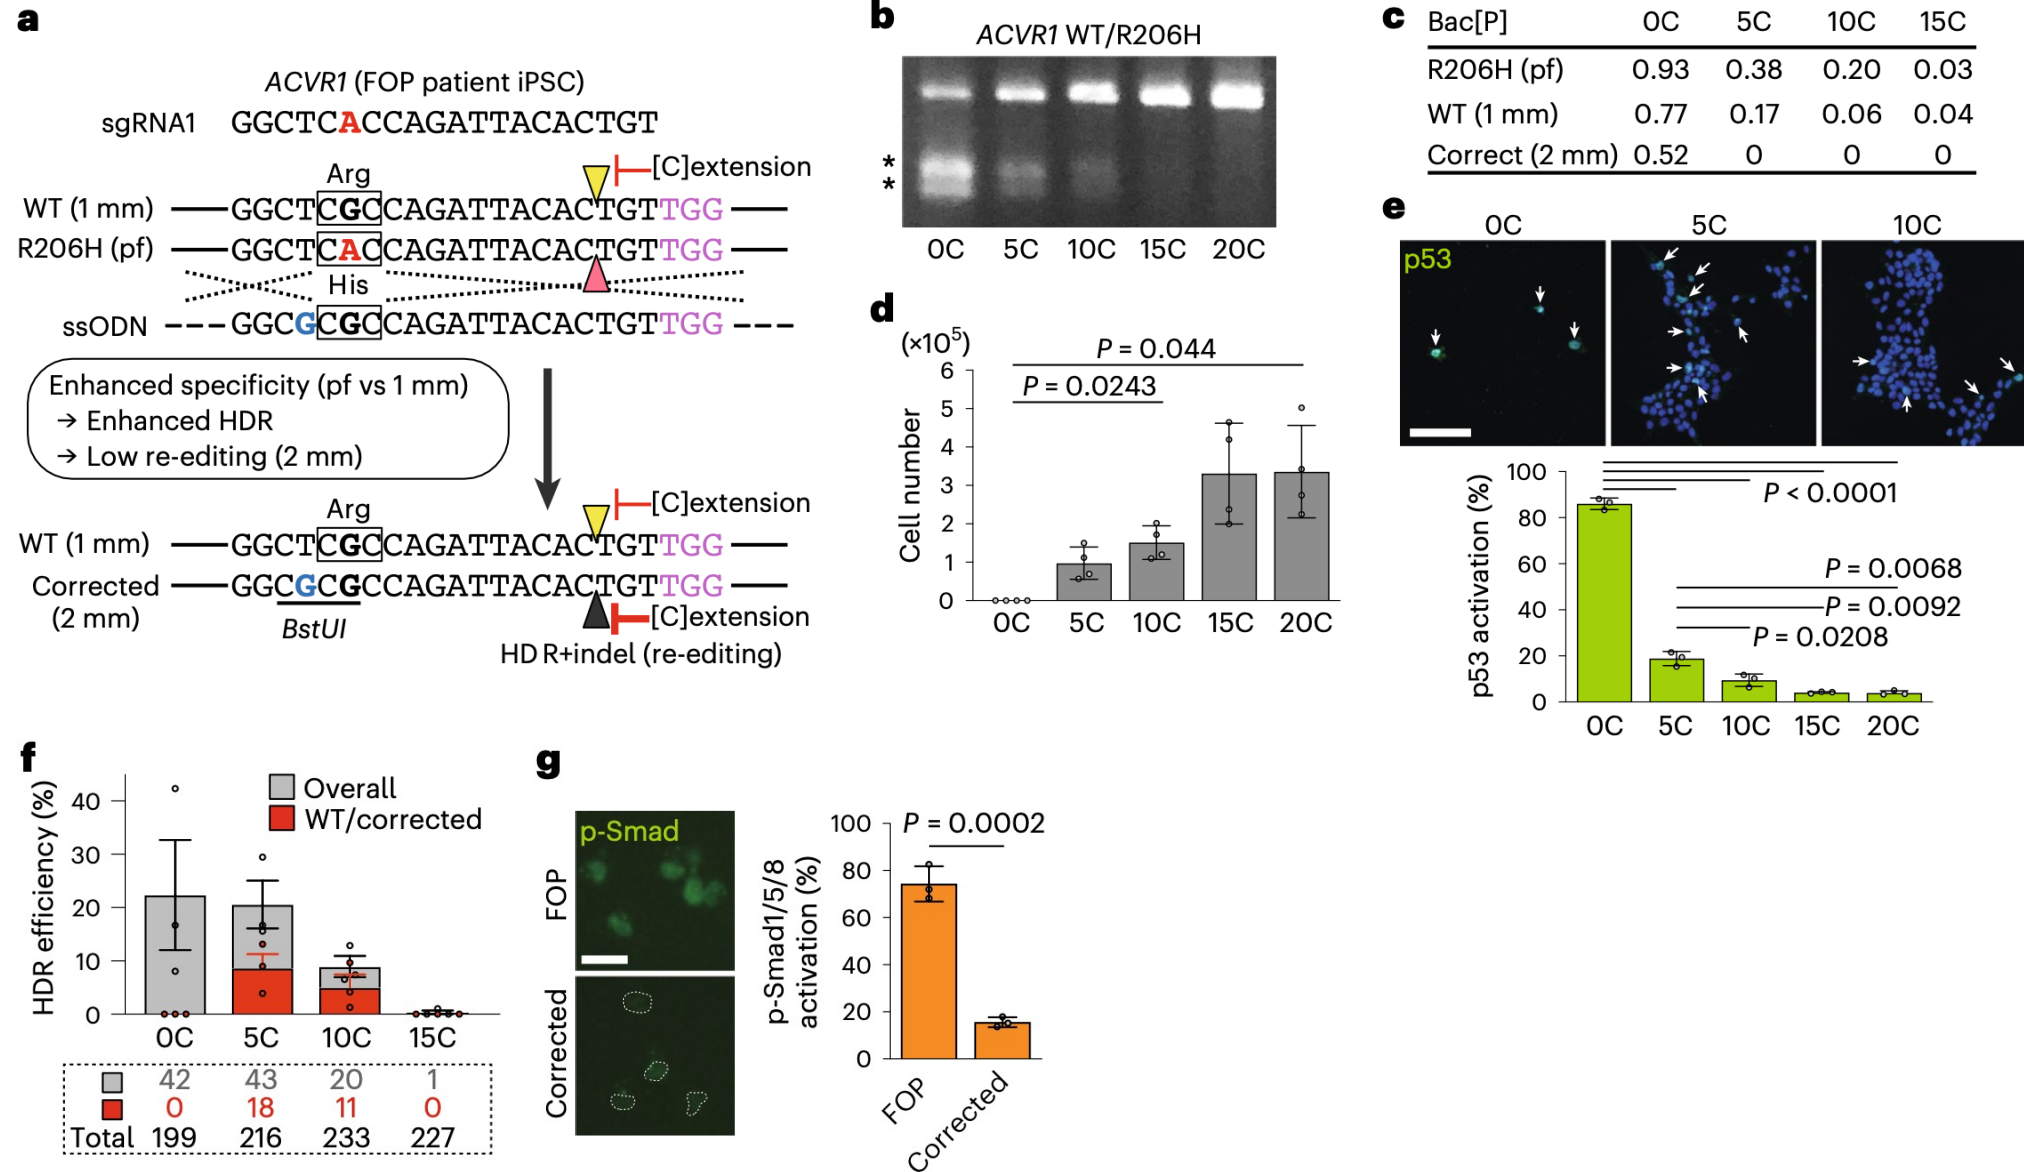 a
ACVR1 (FOP patient iPSC)
sgRNA1 GGCTCACCAGATTACACTGT
Arg
[C]extension
WT (1 mm) GGCTCGCCAGATTACACTGTTGG
R206H (pf) GGCTCACCAGATTACACTGTTGG
His
ssODN GGCGCGCCAGATTACACTGTTGG
Enhanced specificity (pf vs 1 mm)
→ Enhanced HDR
→ Low re-editing (2 mm)
Arg
[C]extension
WT (1 mm) GGCTCGCCAGATTACACTGTTGG
Corrected GGCGCGCCAGATTACACTGTTGG
(2 mm)
BstUI
[C]extension
HDR+indel (re-editing)
b
ACVR1 WT/R206H
*
*
0C 5C 10C 15C 20C
c
Bac[P] 0C 5C 10C 15C
R206H (pf) 0.93 0.38 0.20 0.03
WT (1 mm) 0.77 0.17 0.06 0.04
Correct (2 mm) 0.52 0 0 0
d
(×10⁵)
P = 0.044
P = 0.0243
Cell number
6
5
4
3
2
1
0
0C 5C 10C 15C 20C
e
0C 5C 10C
p53
p53 activation (%)
100
80
60
40
20
0
P < 0.0001
P = 0.0068
P = 0.0092
P = 0.0208
0C 5C 10C 15C 20C
f
HDR efficiency (%)
Overall
WT/corrected
40
30
20
10
0
0C 5C 10C 15C
42 43 20 1
0 18 11 0
Total 199 216 233 227
g
p-Smad
FOP
Corrected
p-Smad1/5/8
activation (%)
P = 0.0002
100
80
60
40
20
0
FOP
Corrected